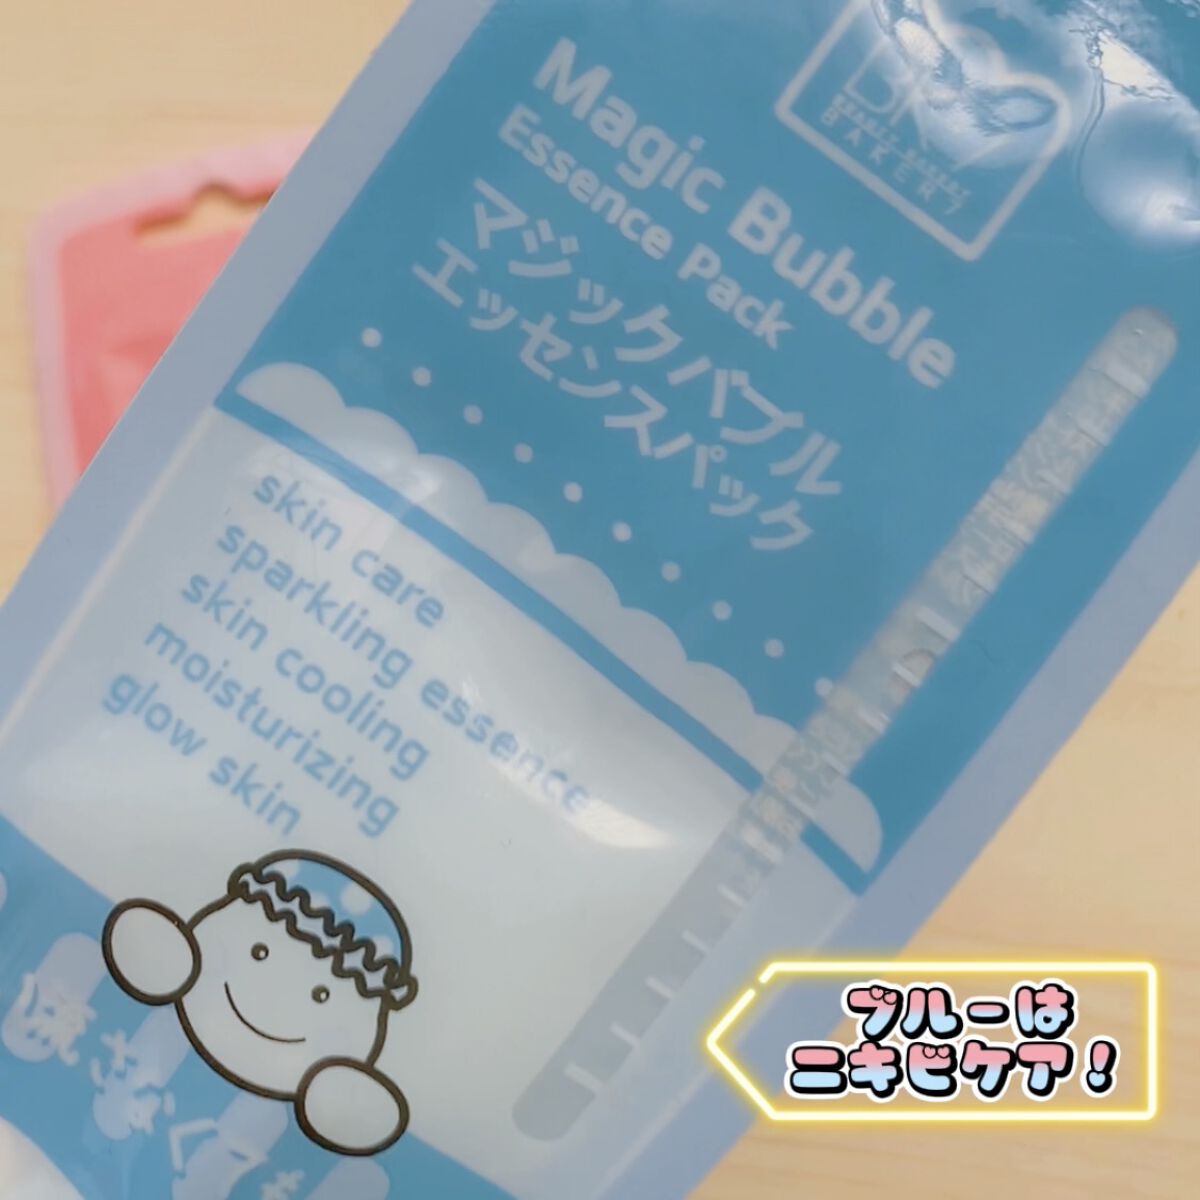 BAKERY
Magic Bubble
Essence Pack
マジックバブル
エッセンスパック
skin care
sparkling essence
skin cooling
moisturizing
glow skin
ブルーは
ニキビケア!